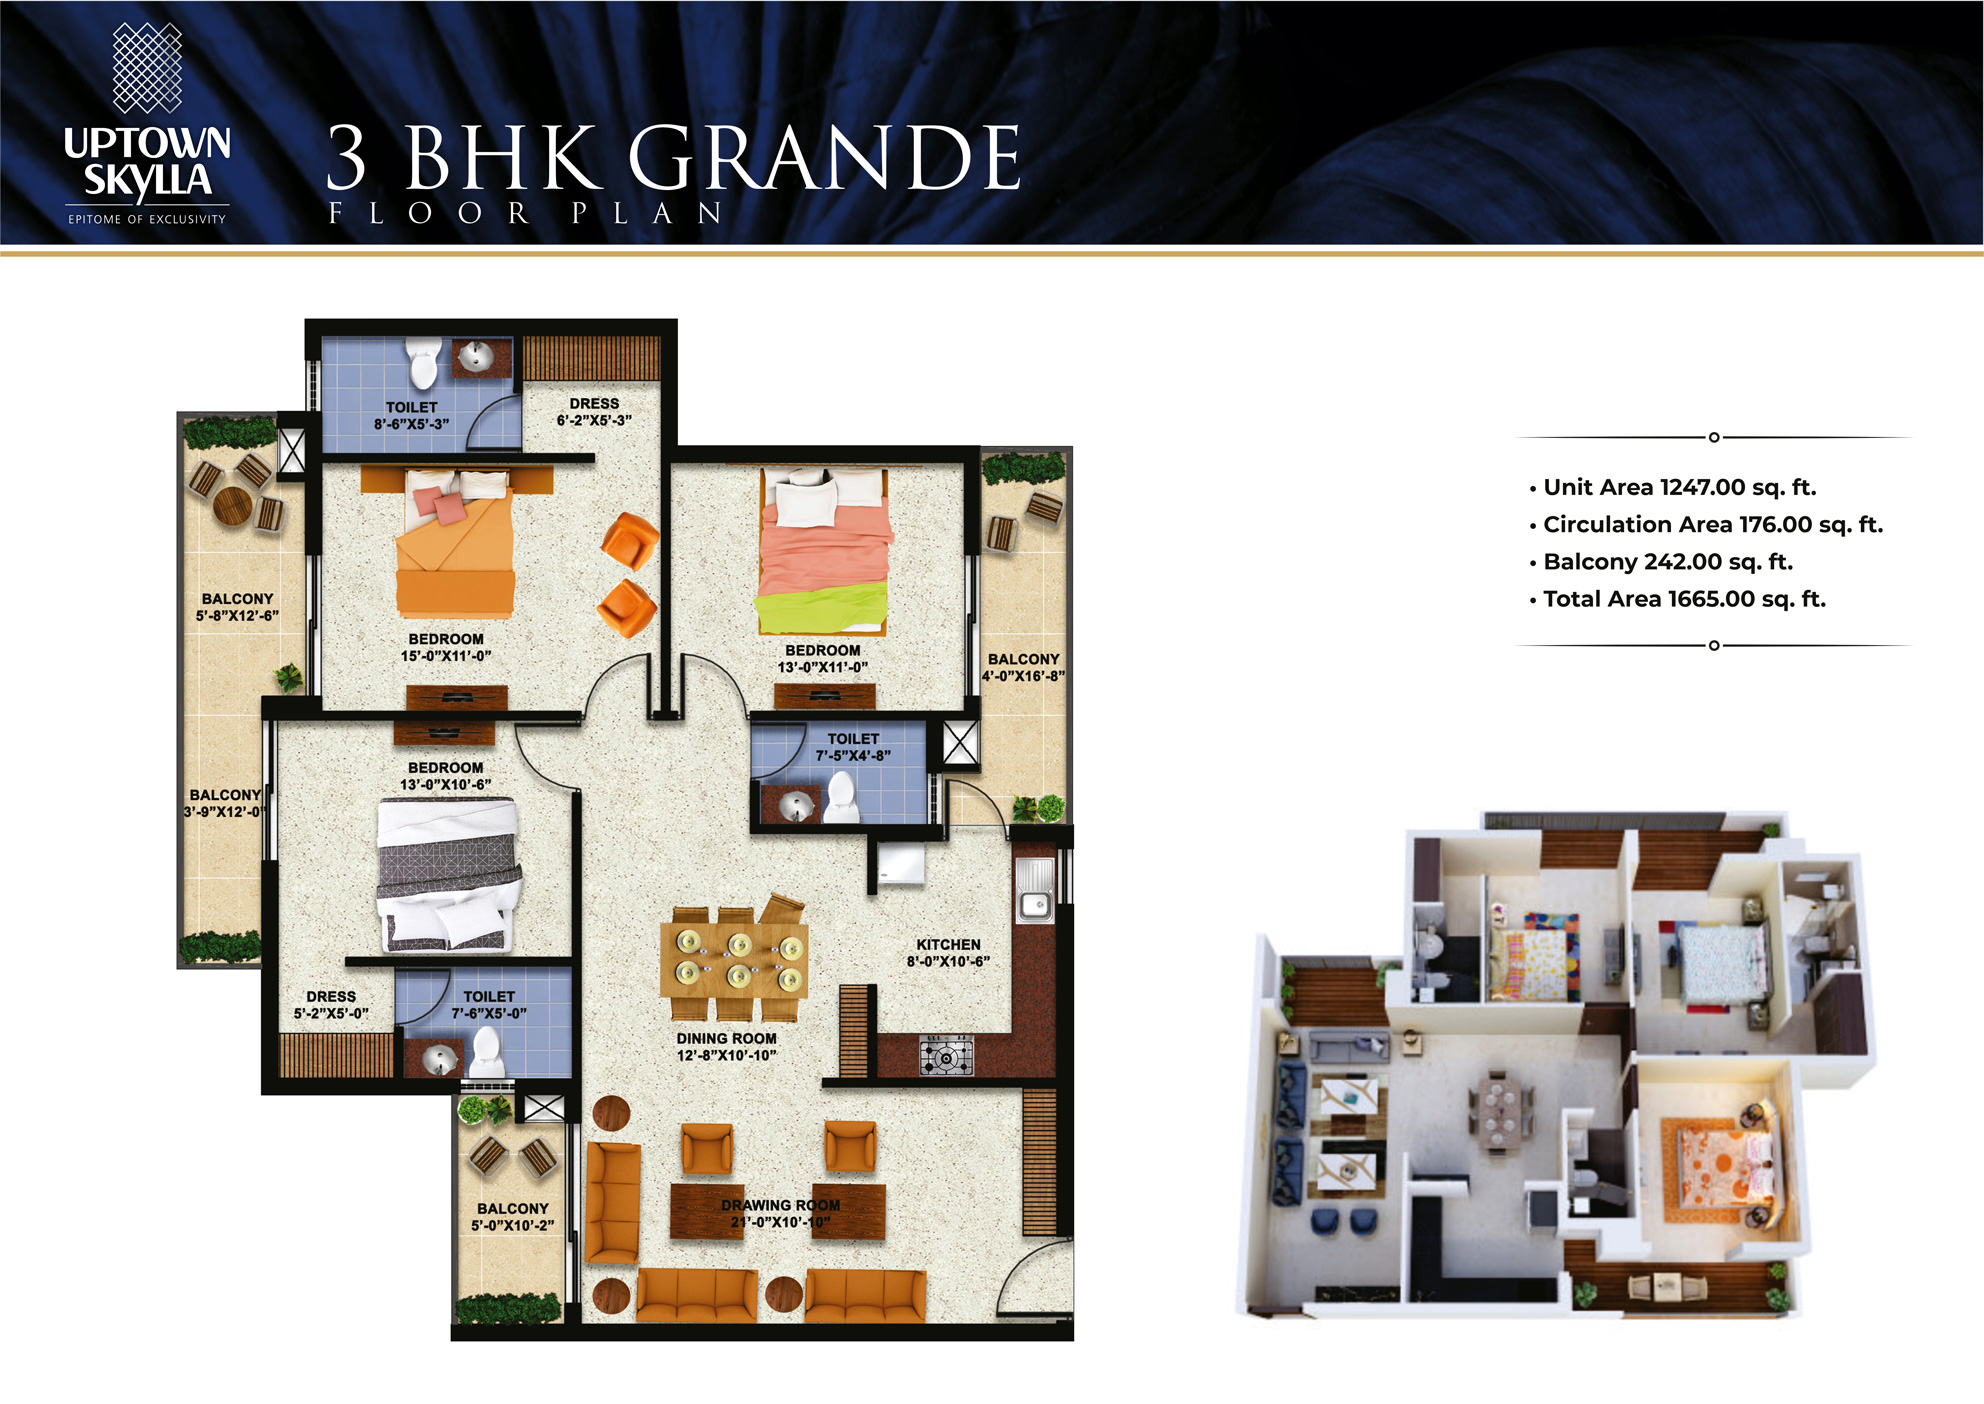 UPTOWN
SKYLLA
EPITOME OF EXCLUSIVITY
3 BHK GRANDE
FLOOR PLAN
TOILET
8'-6"X5'-3"
DRESS
6'-2"X5'-3"
BALCONY
5'-8"X12'-6"
BEDROOM
15'-0"X11'-0"
BEDROOM
13'-0"X11'-0"
BALCONY
4'-0"X16'-8"
TOILET
7'-5"X4'-8"
BEDROOM
13'-0"X10'-6"
BALCONY
3'-9"X12'-0"
KITCHEN
8'-0"X10'-6"
DRESS
5'-2"X5'-0"
TOILET
7'-6"X5'-0"
DINING ROOM
12'-8"X10'-10"
BALCONY
5'-0"X10'-2"
DRAWING ROOM
21'-0"X10'-10"
• Unit Area 1247.00 sq. ft.
• Circulation Area 176.00 sq. ft.
• Balcony 242.00 sq. ft.
• Total Area 1665.00 sq. ft.